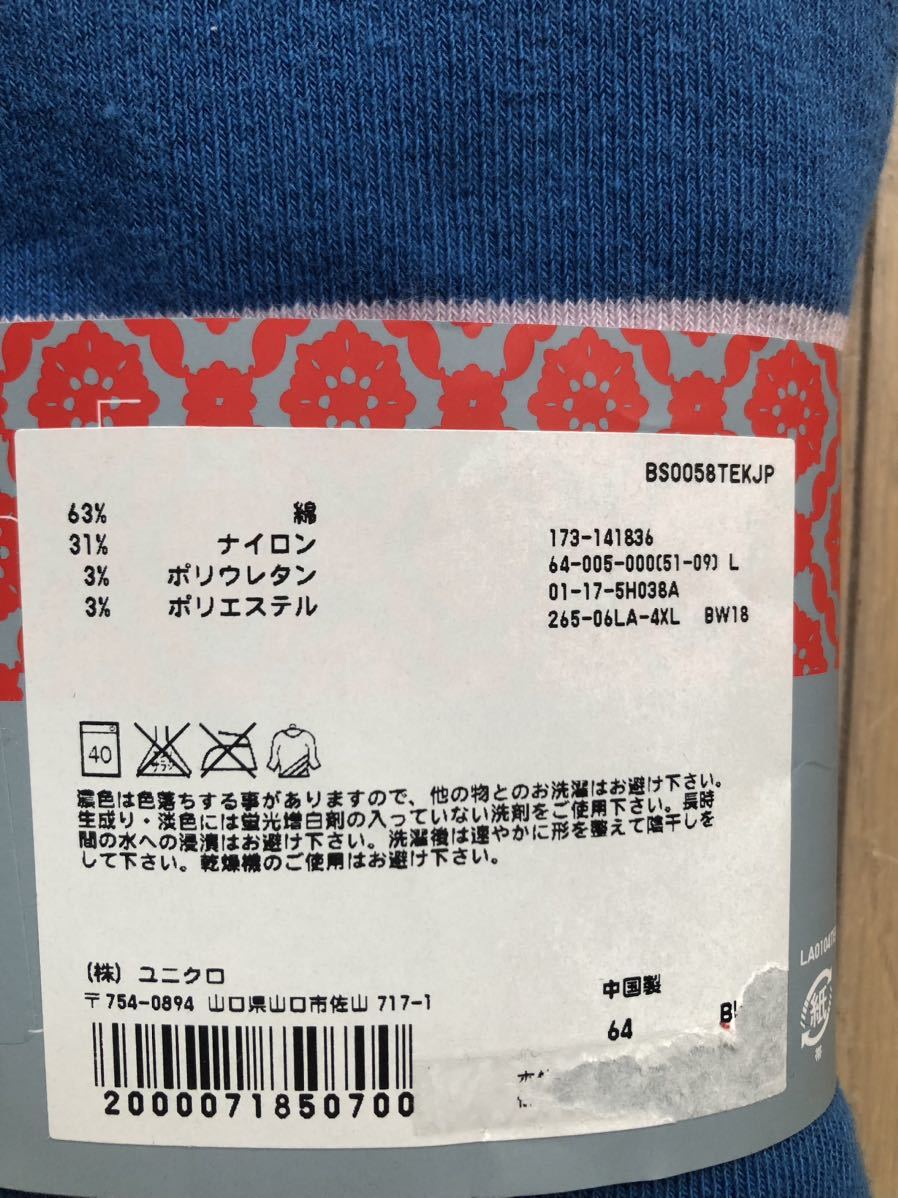 BS0058TEKJP
63% 綿
31% ナイロン
3% ポリウレタン
3% ポリエステル
173-141836
64-005-000(51-09) L
01-17-5H038A
265-06LA-4XL BW18
40
濃色は色落ちする事がありますので、他の物とのお洗濯はお避け下さい。
生成り・淡色には蛍光増白剤の入っていない洗剤をご使用下さい。長時
間の水への浸漬はお避け下さい。洗濯後は速やかに形を整えて陰干しを
して下さい。乾燥機のご使用はお避け下さい。
(株) ユニクロ
〒754-0894 山口県山口市佐山 717-1
2000071850700
中国製
64
紙
帯